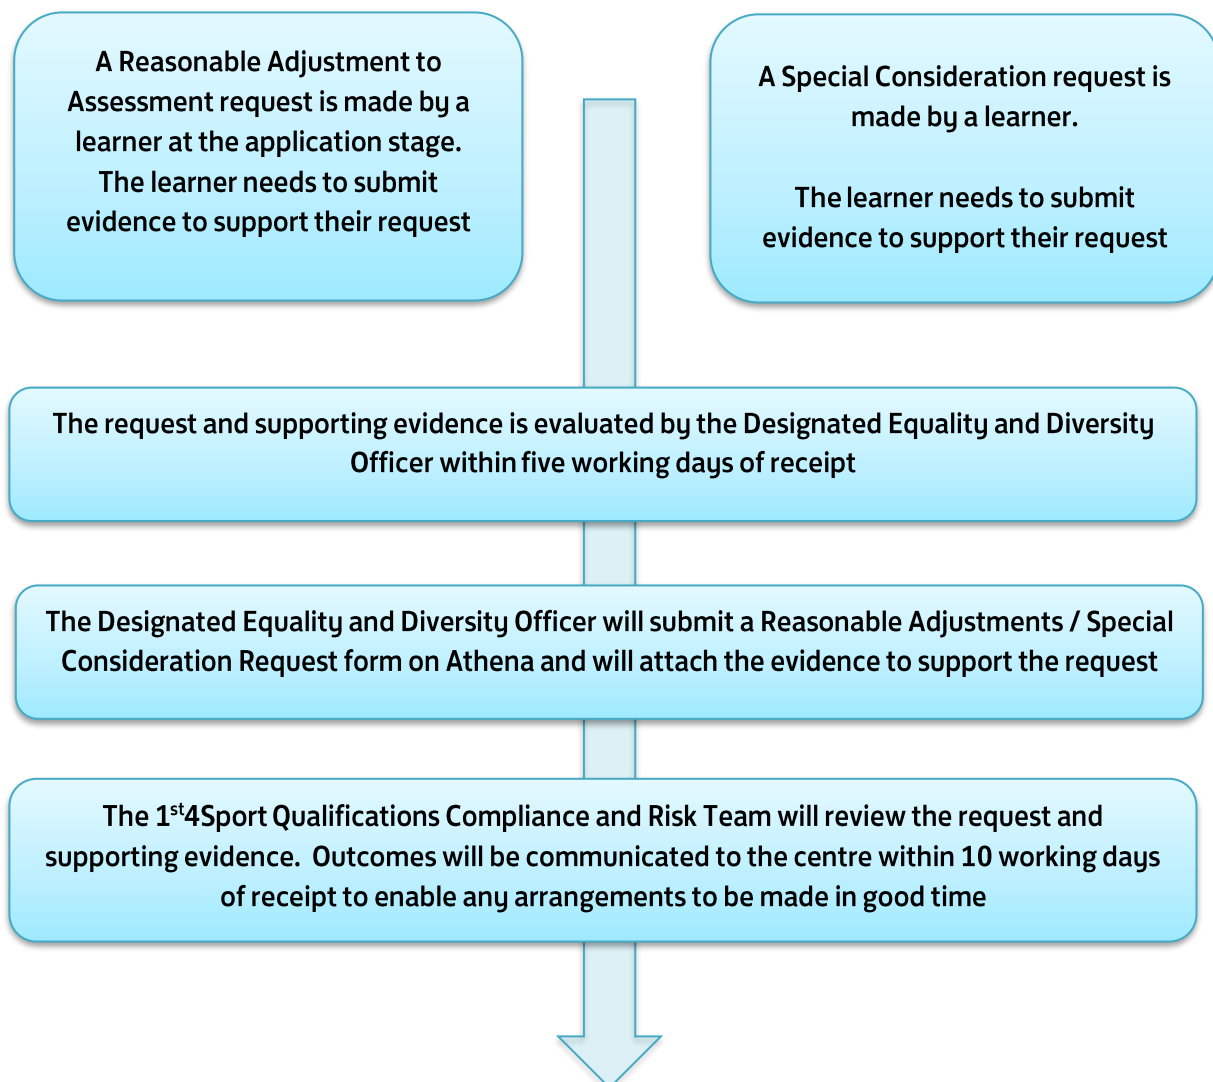 A Reasonable Adjustment to
Assessment request is made by a
learner at the application stage.
The learner needs to submit
evidence to support their request
A Special Consideration request is
made by a learner.
The learner needs to submit
evidence to support their request
The request and supporting evidence is evaluated by the Designated Equality and Diversity
Officer within five working days of receipt
The Designated Equality and Diversity Officer will submit a Reasonable Adjustments / Special
Consideration Request form on Athena and will attach the evidence to support the request
The 1st4Sport Qualifications Compliance and Risk Team will review the request and
supporting evidence.  Outcomes will be communicated to the centre within 10 working days
of receipt to enable any arrangements to be made in good time